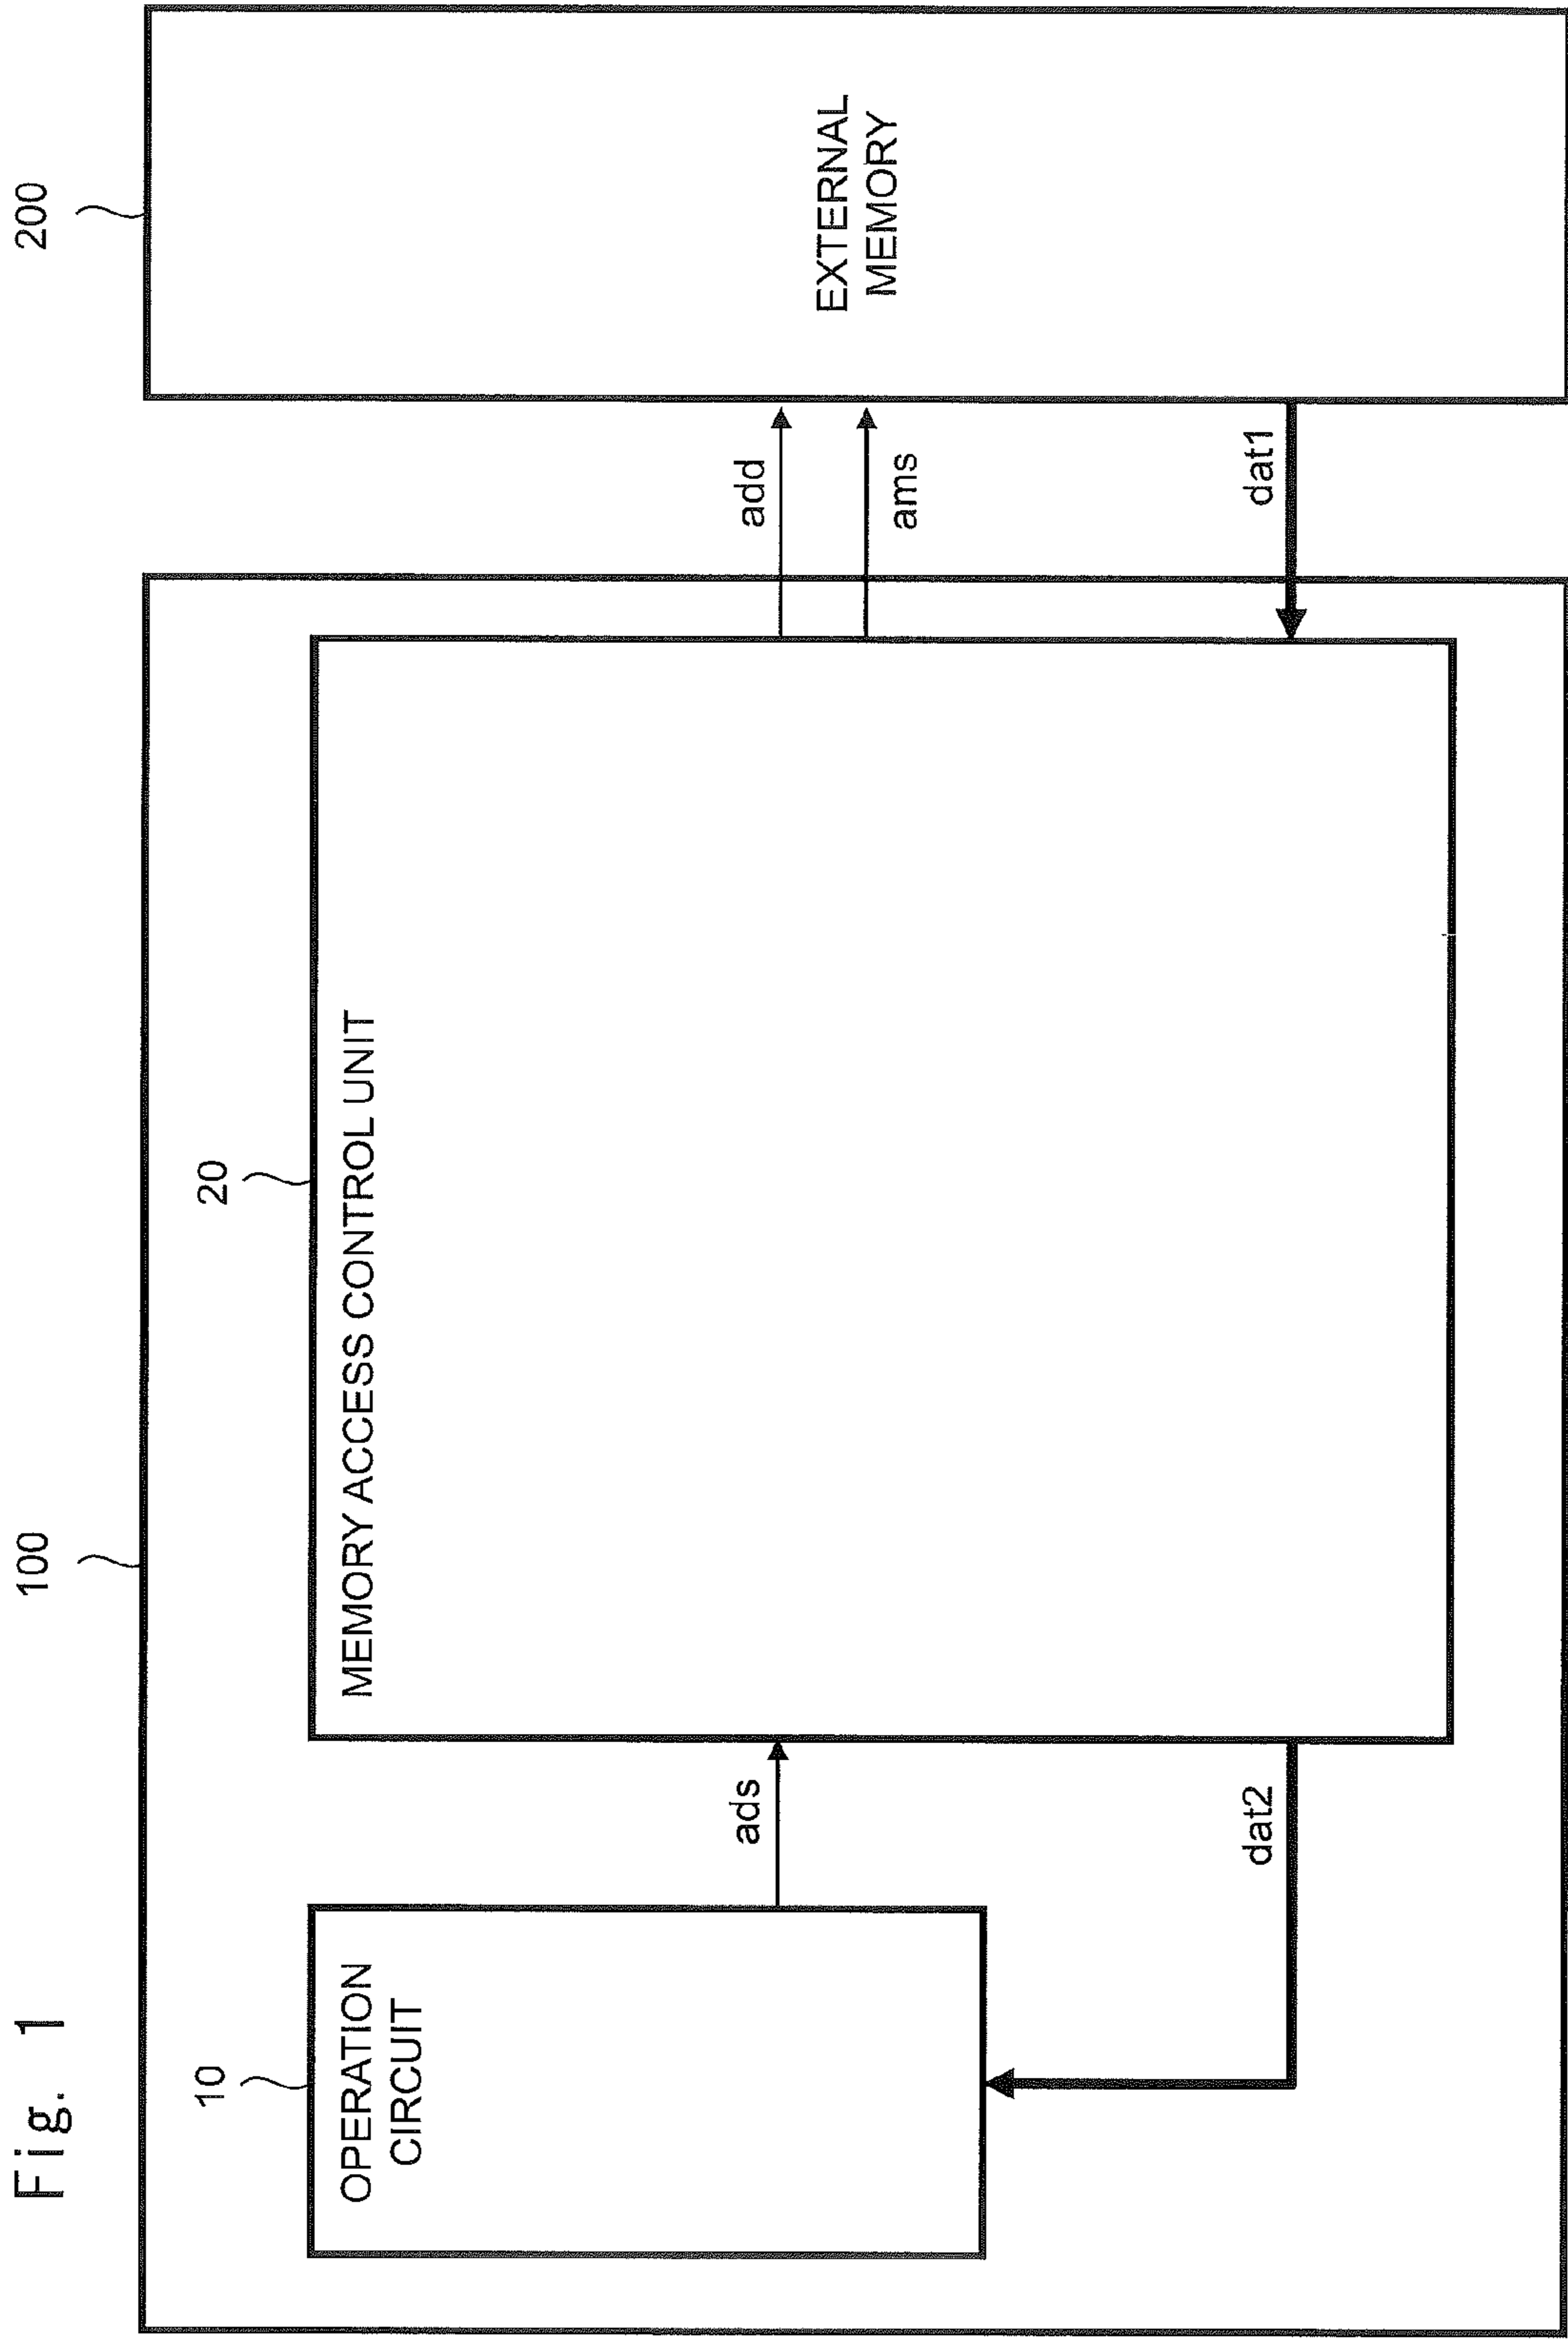 Fig. 1
100
200
10
20
OPERATION
CIRCUIT
MEMORY ACCESS CONTROL UNIT
EXTERNAL
MEMORY
ads
add
ams
dat2
dat1